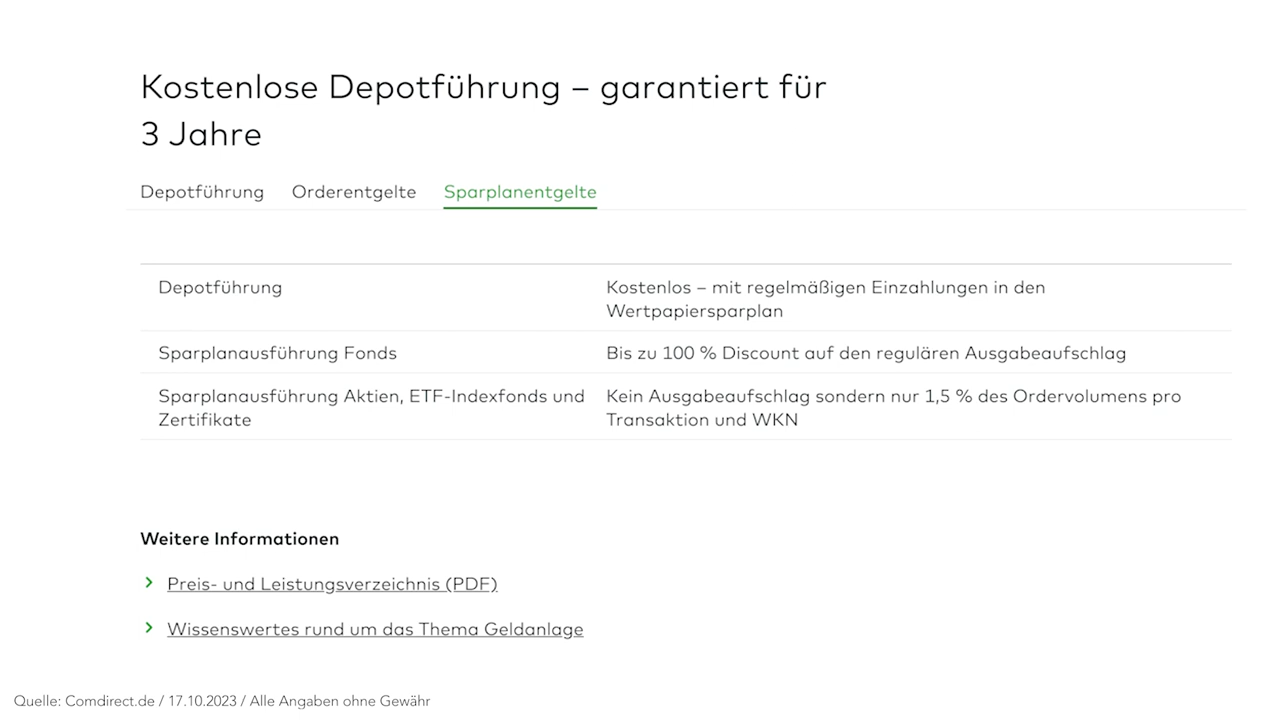 Kostenlose Depotführung – garantiert für
3 Jahre
Depotführung Orderentgelte Sparplanentgelte
Depotführung
Kostenlos – mit regelmäßigen Einzahlungen in den
Wertpapiersparplan
Sparplanausführung Fonds
Bis zu 100 % Discount auf den regulären Ausgabeaufschlag
Sparplanausführung Aktien, ETF-Indexfonds und
Zertifikate
Kein Ausgabeaufschlag sondern nur 1,5 % des Ordervolumens pro
Transaktion und WKN
Weitere Informationen
Preis- und Leistungsverzeichnis (PDF)
Wissenswertes rund um das Thema Geldanlage
Quelle: Comdirect.de / 17.10.2023 / Alle Angaben ohne Gewähr